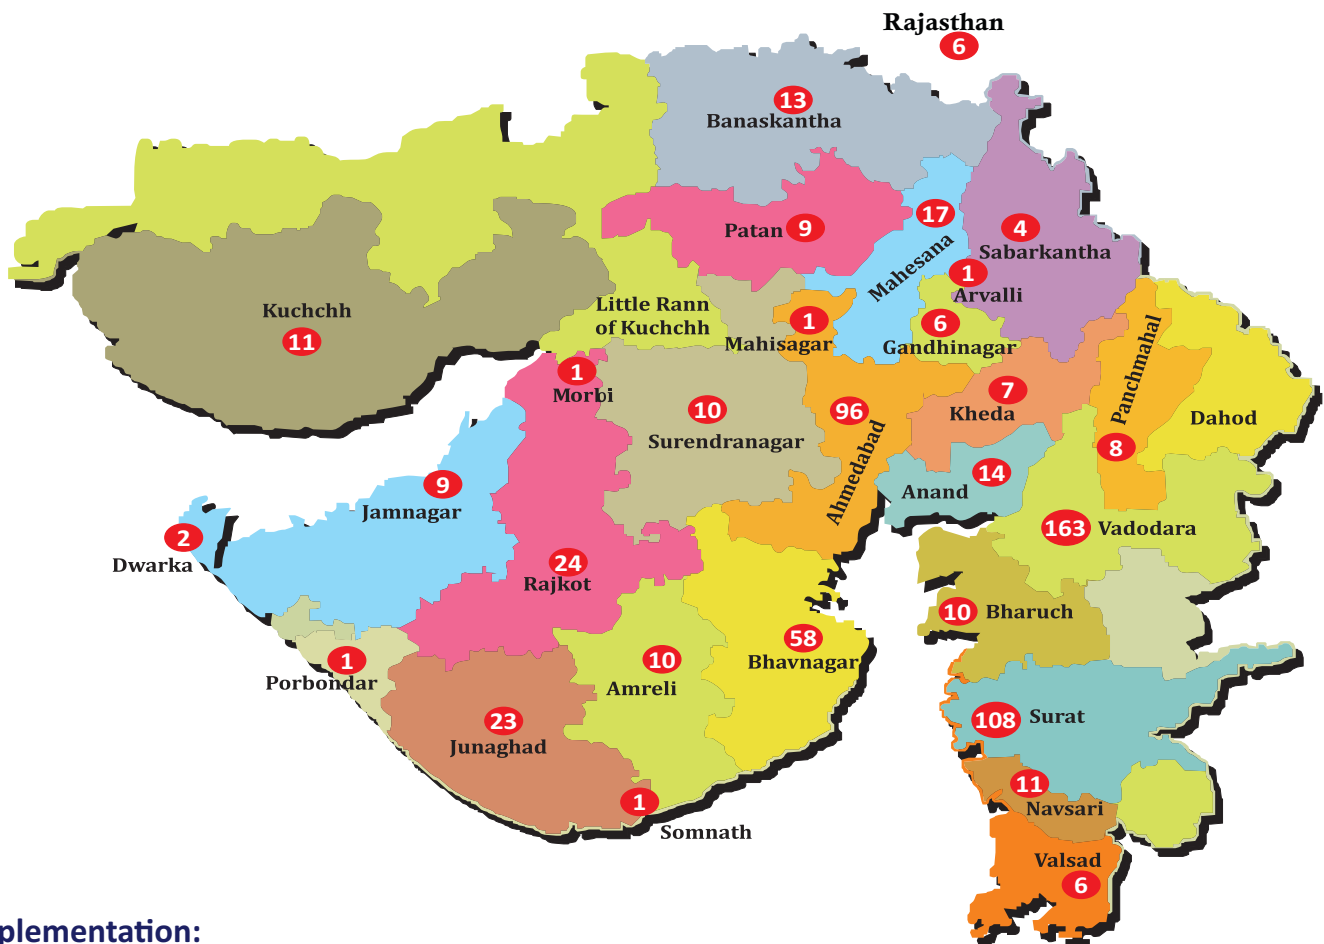 Rajasthan
6
13
Banaskantha
17
Patan 9
4
Sabarkantha
Mahesana
1
Arvalli
Kuchchh
11
Little Rann
of Kuchchh
1
Mahisagar
6
Gandhinagar
Panchmahal
8
1
Morbi
10
Surendranagar
96
Ahmedabad
7
Kheda
Dahod
9
Jamnagar
14
Anand
163 Vadodara
2
Dwarka
24
Rajkot
10 Bharuch
1
Porbondar
10
Amreli
58
Bhavnagar
23
Junaghad
108 Surat
1
Somnath
11
Navsari
Valsad
6
plementation: